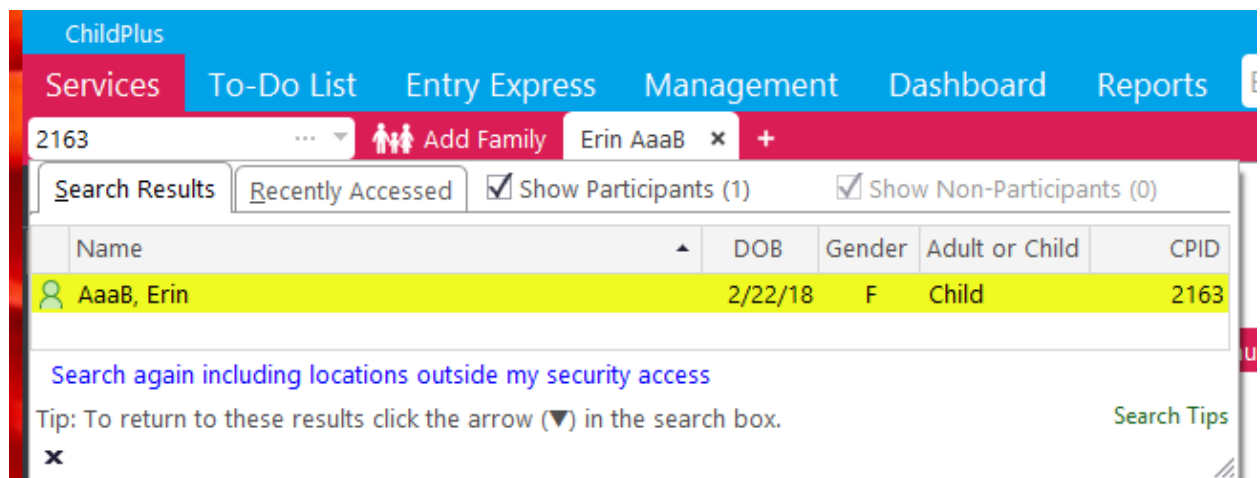 ChildPlus
Services To-Do List Entry Express Management Dashboard Reports
2163 ... Add Family Erin AaaB × +
Search Results Recently Accessed Show Participants (1) Show Non-Participants (0)
Name DOB Gender Adult or Child CPID
AaaB, Erin 2/22/18 F Child 2163
Search again including locations outside my security access
Tip: To return to these results click the arrow (▼) in the search box. Search Tips
x